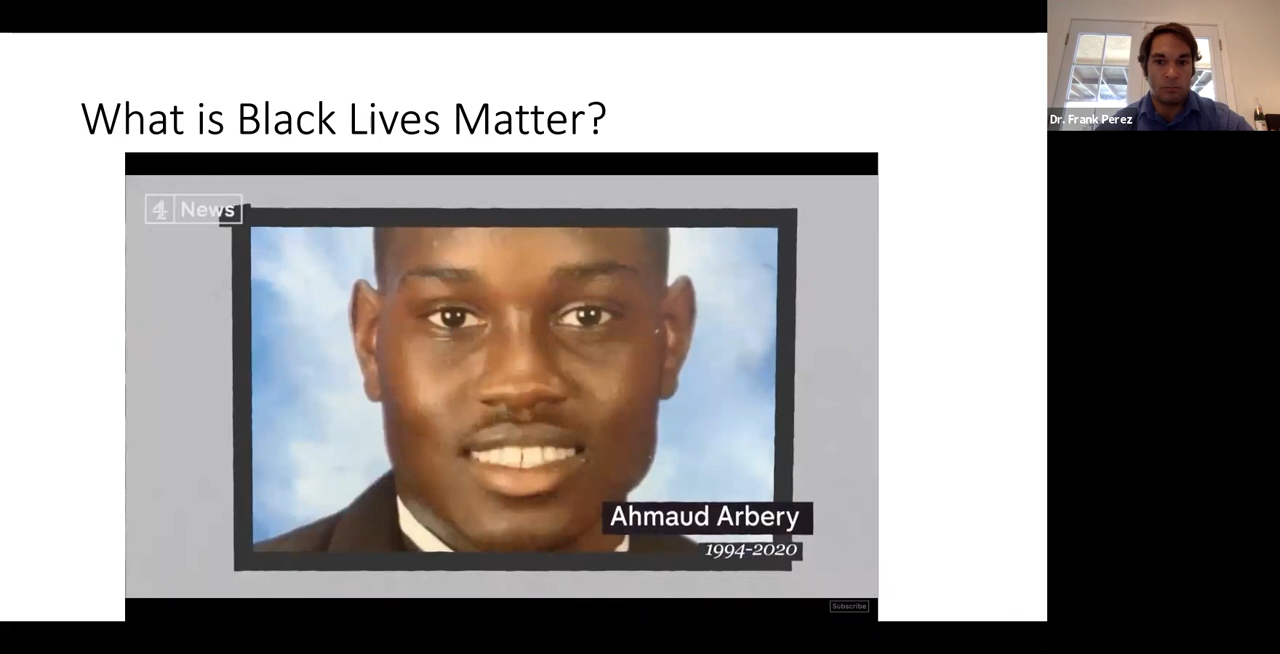 What is Black Lives Matter?
4 News
Ahmaud Arbery
1994-2020
Subscribe
Dr. Frank Perez